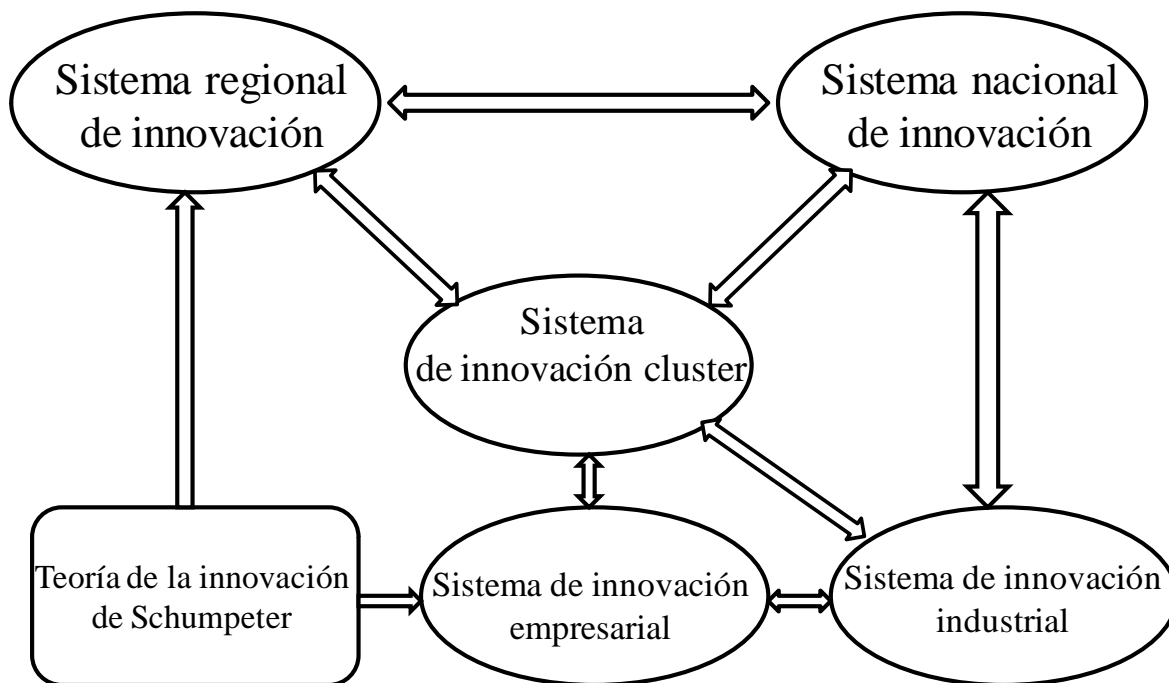 Sistema regional
de innovación
Sistema nacional
de innovación
Sistema
de innovación cluster
Teoría de la innovación
de Schumpeter
Sistema de innovación
empresarial
Sistema de innovación
industrial